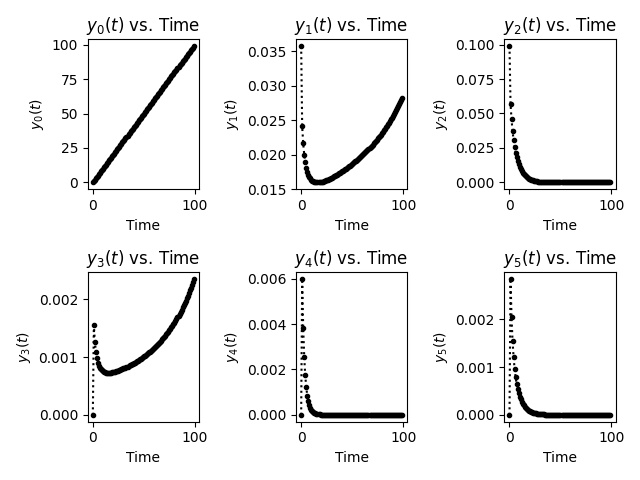 y₀(t) vs. Time
100
75
50
25
0
y₀(t)
0 100
Time
y₁(t) vs. Time
0.035
0.030
0.025
0.020
0.015
y₁(t)
0 100
Time
y₂(t) vs. Time
0.100
0.075
0.050
0.025
0.000
y₂(t)
0 100
Time
y₃(t) vs. Time
0.002
0.001
0.000
y₃(t)
0 100
Time
y₄(t) vs. Time
0.006
0.004
0.002
0.000
y₄(t)
0 100
Time
y₅(t) vs. Time
0.002
0.001
0.000
y₅(t)
0 100
Time